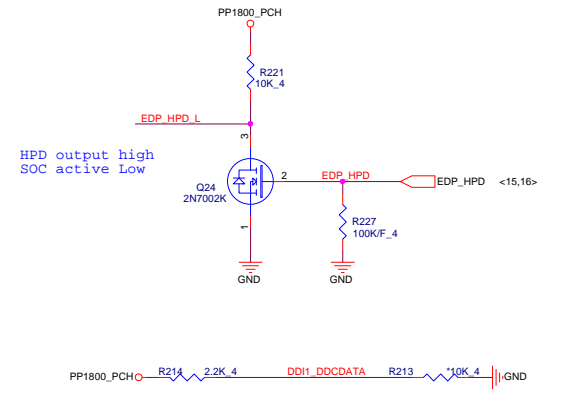 PP1800_PCH
R221
10K_4
EDP_HPD_L
3
HPD output high
SOC active Low
2
EDP_HPD
EDP_HPD <15,16>
Q24
2N7002K
R227
100K/F_4
1
GND
GND
PP1800_PCH
R214 2.2K_4
DDI1_DDCDATA
R213 *10K_4
GND